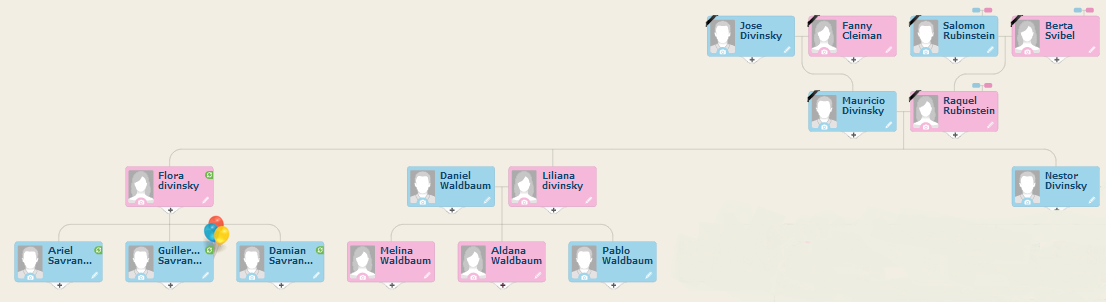 Jose
Divinsky
Fanny
Cleiman
Salomon
Rubinstein
Berta
Svibel
Mauricio
Divinsky
Raquel
Rubinstein
Flora
divinsky
Daniel
Waldbaum
Liliana
divinsky
Nestor
Divinsky
Ariel
Savran...
Guiller...
Savran...
Damian
Savran...
Melina
Waldbaum
Aldana
Waldbaum
Pablo
Waldbaum